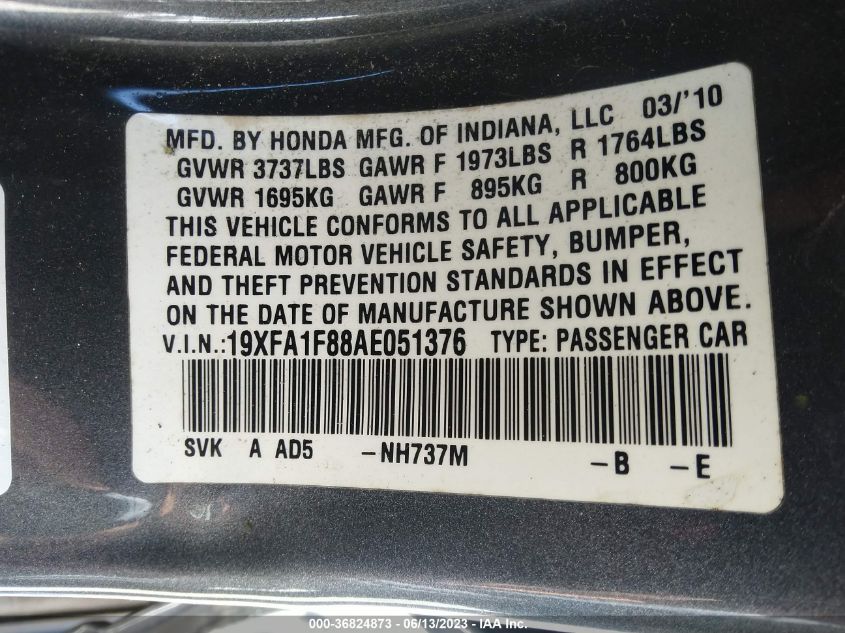 MFD. BY HONDA MFG. OF INDIANA, LLC 03/'10
GVWR 3737LBS GAWR F 1973LBS R 1764LBS
GVWR 1695KG GAWR F 895KG R 800KG
THIS VEHICLE CONFORMS TO ALL APPLICABLE
FEDERAL MOTOR VEHICLE SAFETY, BUMPER,
AND THEFT PREVENTION STANDARDS IN EFFECT
ON THE DATE OF MANUFACTURE SHOWN ABOVE.
V.I.N.:19XFA1F88AE051376 TYPE: PASSENGER CAR
SVK A AD5 -NH737M -B -E
000-36824873 - 06/13/2023 - IAA Inc.